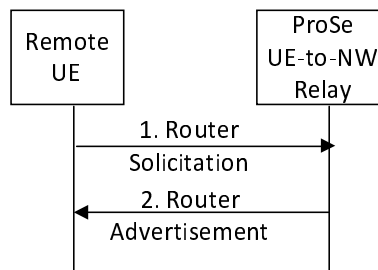 Remote
UE
ProSe
UE-to-NW
Relay
1. Router
Solicitation
2. Router
Advertisement